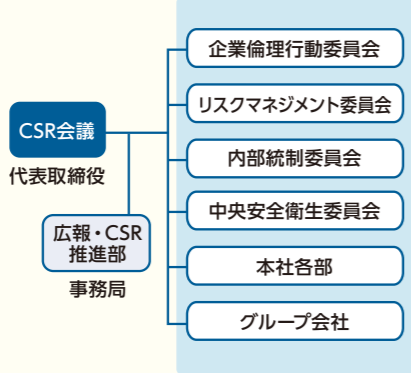 企業倫理行動委員会
リスクマネジメント委員会
CSR会議
内部統制委員会
代表取締役
中央安全衛生委員会
広報・CSR
推進部
本社各部
事務局
グループ会社